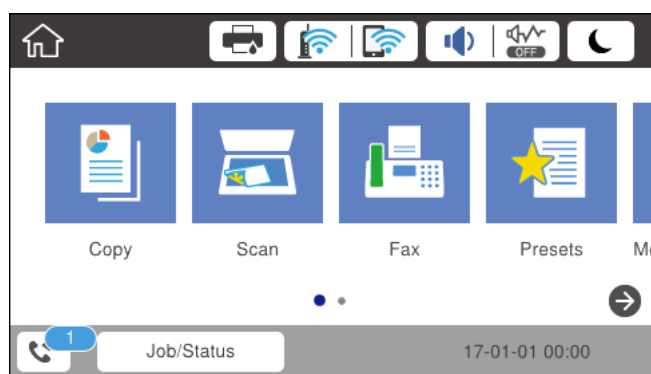 OFF
Copy
Scan
Fax
Presets
1
Job/Status
17-01-01 00:00